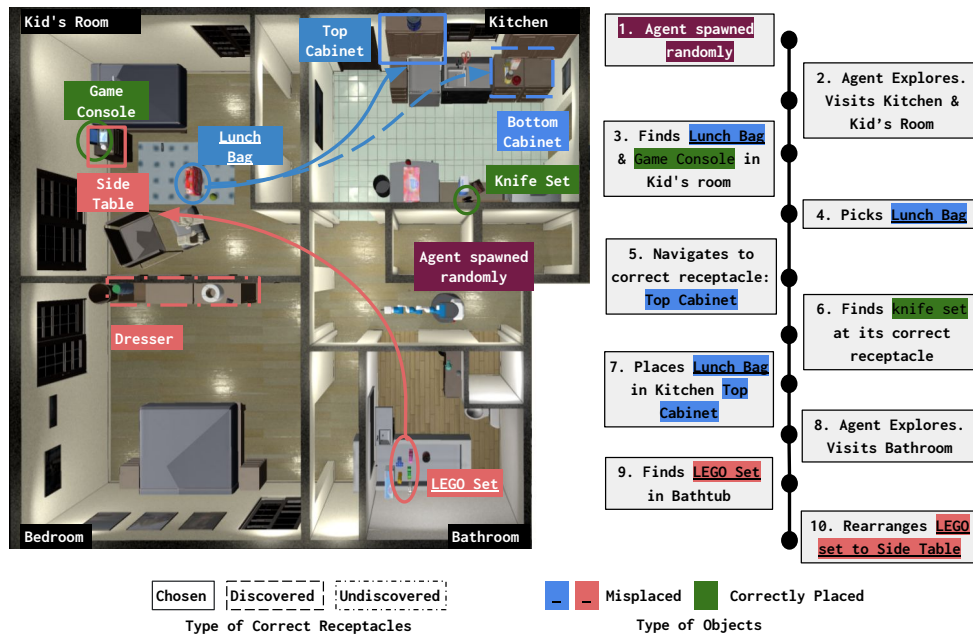 Kid's Room
Kitchen
Top
Cabinet
Game
Console
Lunch
Bag
Bottom
Cabinet
Side
Table
Knife Set
Agent spawned
randomly
Dresser
LEGO Set
Bedroom
Bathroom
1. Agent spawned
randomly
2. Agent Explores.
Visits Kitchen &
Kid's Room
3. Finds Lunch Bag
& Game Console in
Kid's room
4. Picks Lunch Bag
5. Navigates to
correct receptacle:
Top Cabinet
6. Finds knife set
at its correct
receptacle
7. Places Lunch Bag
in Kitchen Top
Cabinet
8. Agent Explores.
Visits Bathroom
9. Finds LEGO Set
in Bathtub
10. Rearranges LEGO
set to Side Table
Chosen Discovered Undiscovered
Type of Correct Receptacles
_ _ Misplaced Correctly Placed
Type of Objects